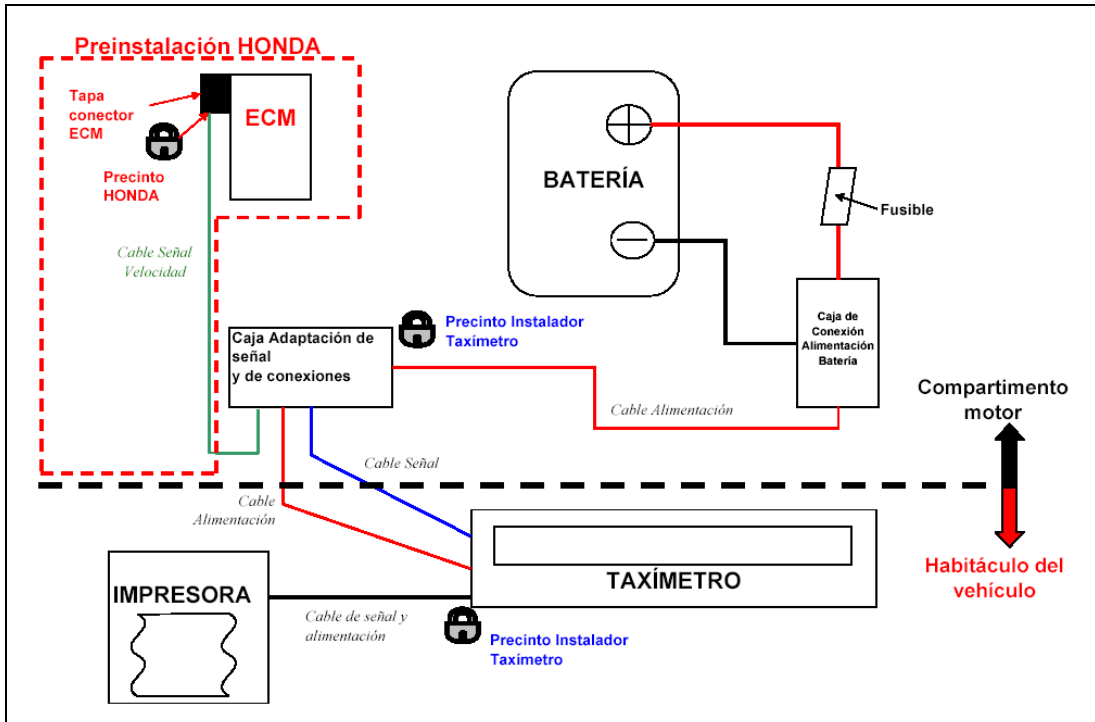 Preinstalación HONDA
Tapa
conector
ECM
ECM
Precinto
HONDA
BATERÍA
Fusible
Cable Señal
Velocidad
Caja Adaptación de
señal
y de conexiones
Precinto Instalador
Taxímetro
Caja de
Conexión
Alimentación
Batería
Cable Alimentación
Compartimento
motor
Cable Señal
Cable
Alimentación
TAXÍMETRO
Habitáculo del
vehículo
IMPRESORA
Cable de señal y
alimentación
Precinto Instalador
Taxímetro